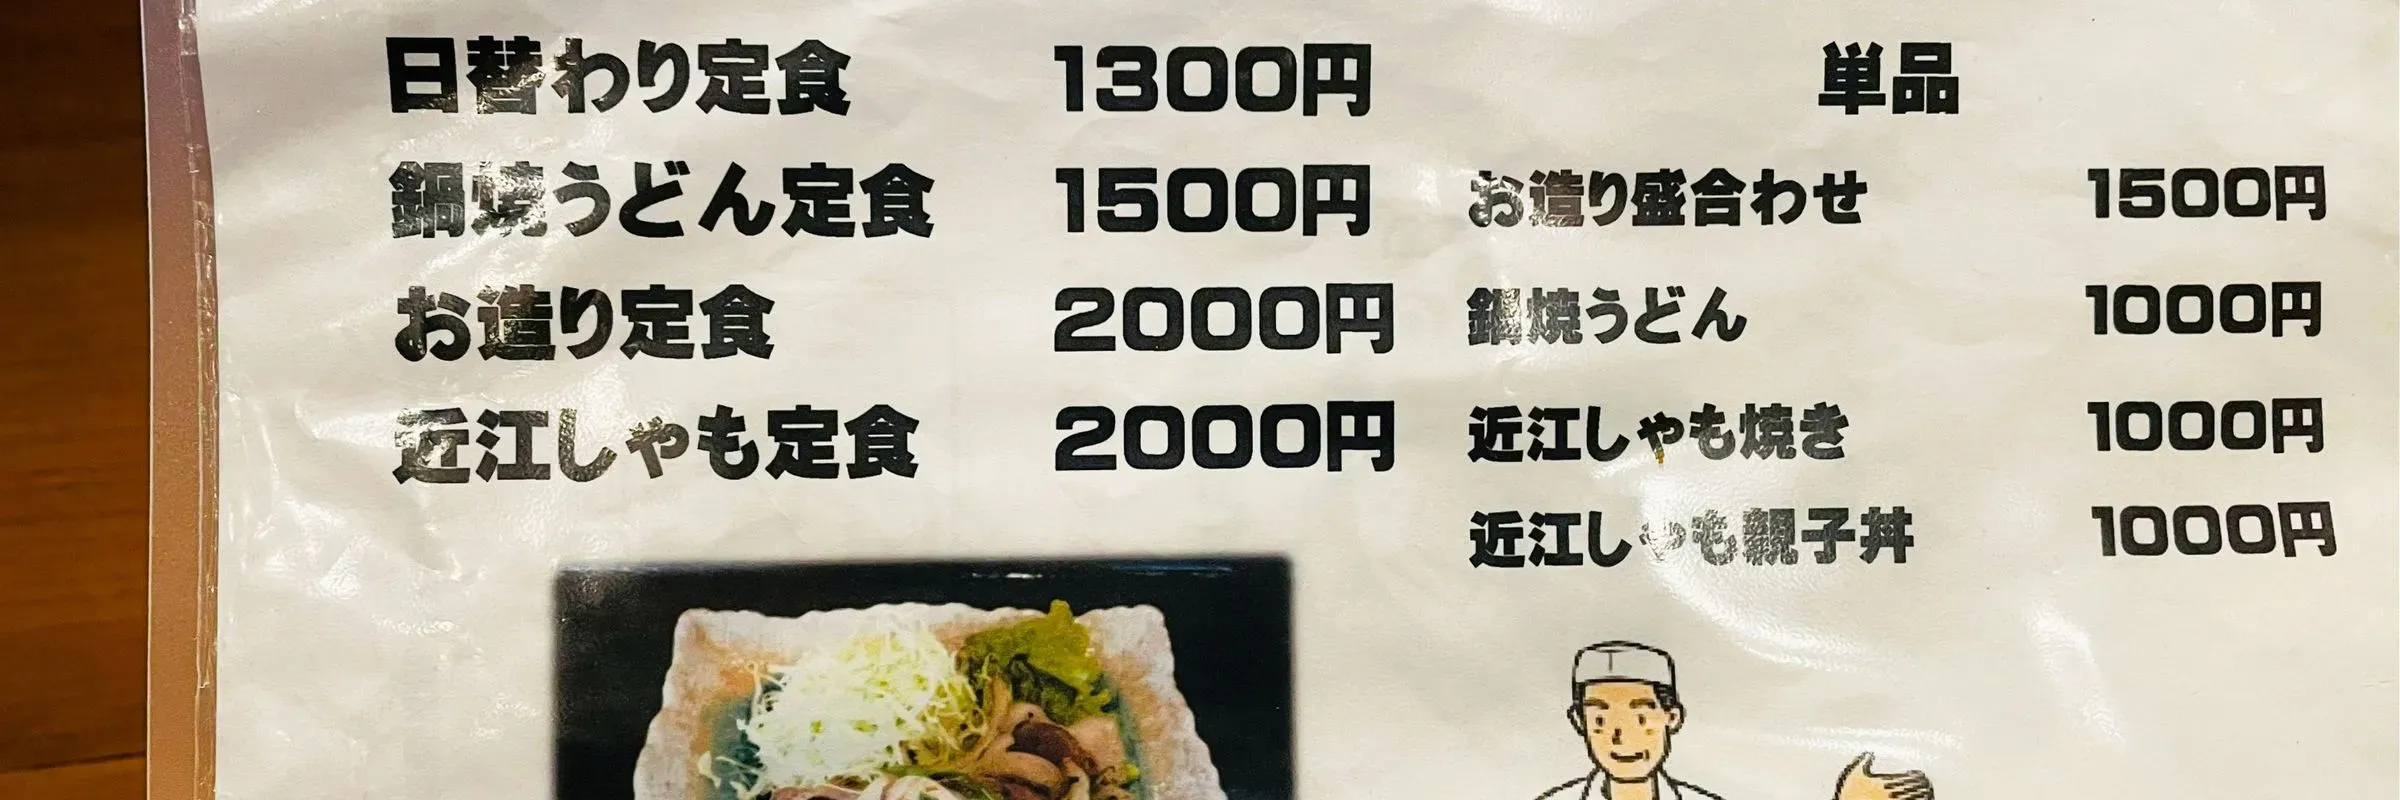 日替わり定食 1300円
鍋焼うどん定食 1500円
お造り定食 2000円
近江しゃも定食 2000円
単品
お造り盛合わせ 1500円
鍋焼うどん 1000円
近江しゃも焼き 1000円
近江しゃも親子丼 1000円